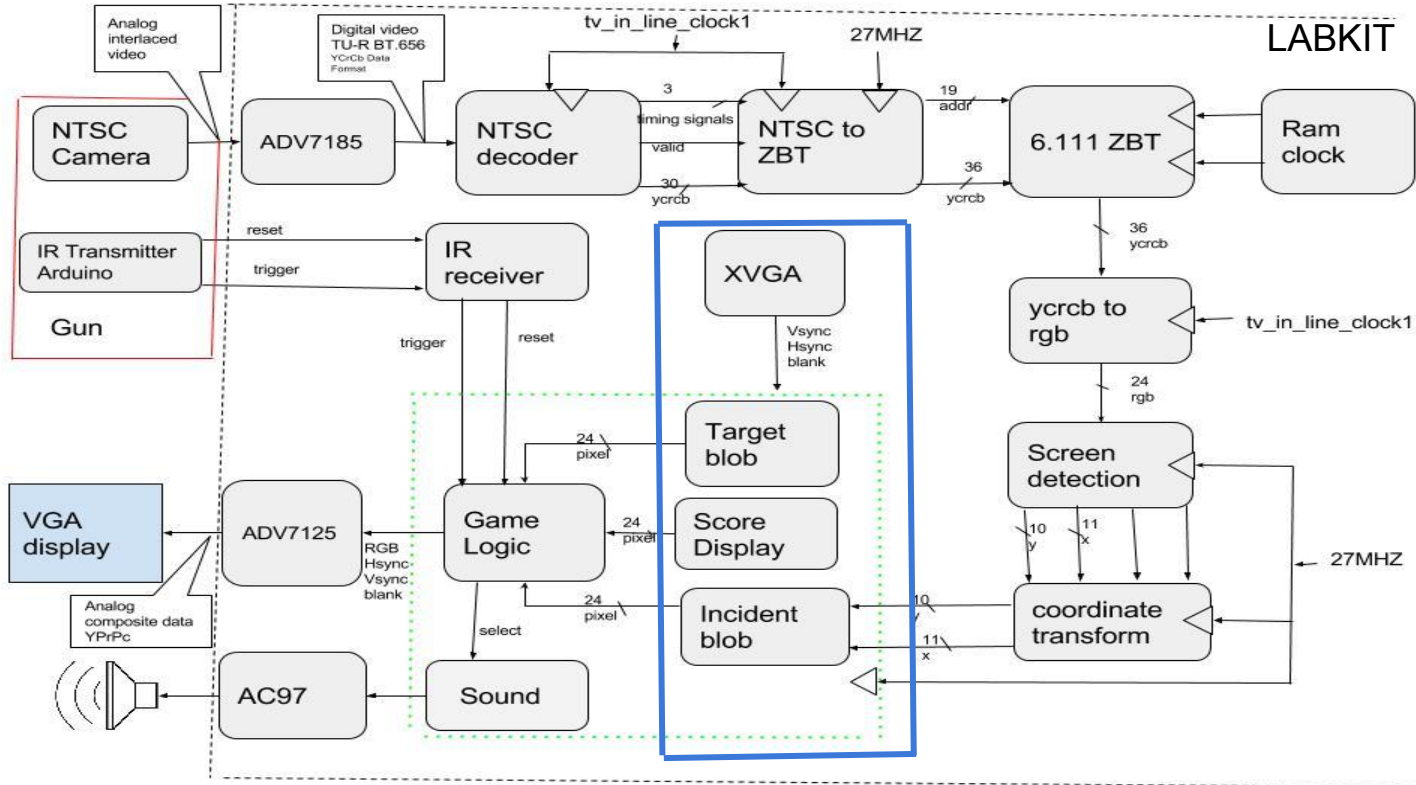 LABKIT
Analog
interlaced
video
Digital video
TU-R BT.656
YCrCb Data
Format
tv_in_line_clock1
27MHZ
NTSC
Camera
ADV7185
NTSC
decoder
3
timing signals
valid
30
ycrcb
NTSC to
ZBT
19
addr
36
ycrcb
6.111 ZBT
Ram
clock
IR Transmitter
Arduino
Gun
reset
trigger
IR
receiver
trigger
reset
XVGA
Vsync
Hsync
blank
36
ycrcb
ycrcb to
rgb
tv_in_line_clock1
24
rgb
Target
blob
24
pixel
Screen
detection
VGA
display
ADV7125
RGB
Hsync
Vsync
blank
Game
Logic
24
pixel
Score
Display
10
y
11
x
27MHZ
Analog
composite data
YPrPc
24
pixel
Incident
blob
10
y
11
x
coordinate
transform
select
AC97
Sound